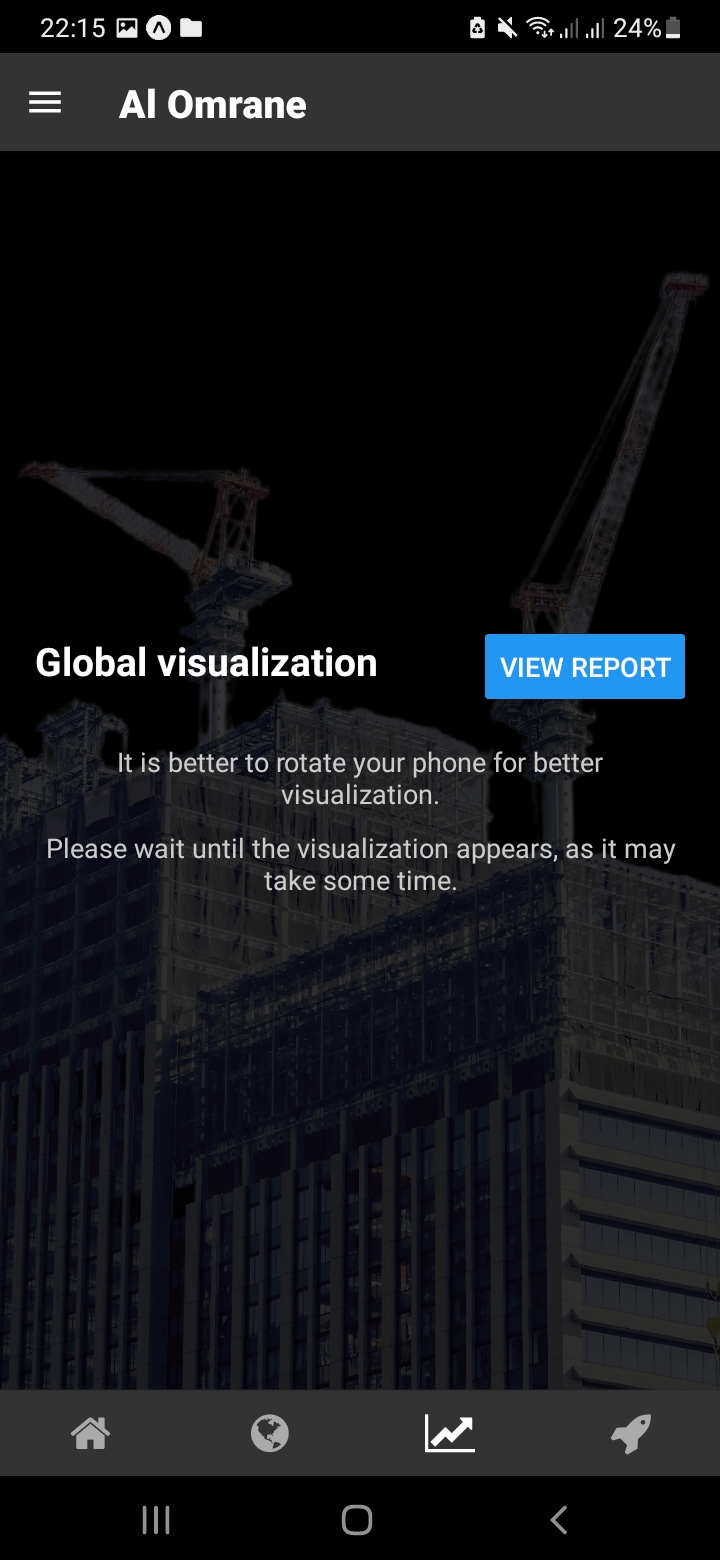 22:15 24%
Al Omrane
Global visualization
VIEW REPORT
It is better to rotate your phone for better
visualization.
Please wait until the visualization appears, as it may
take some time.